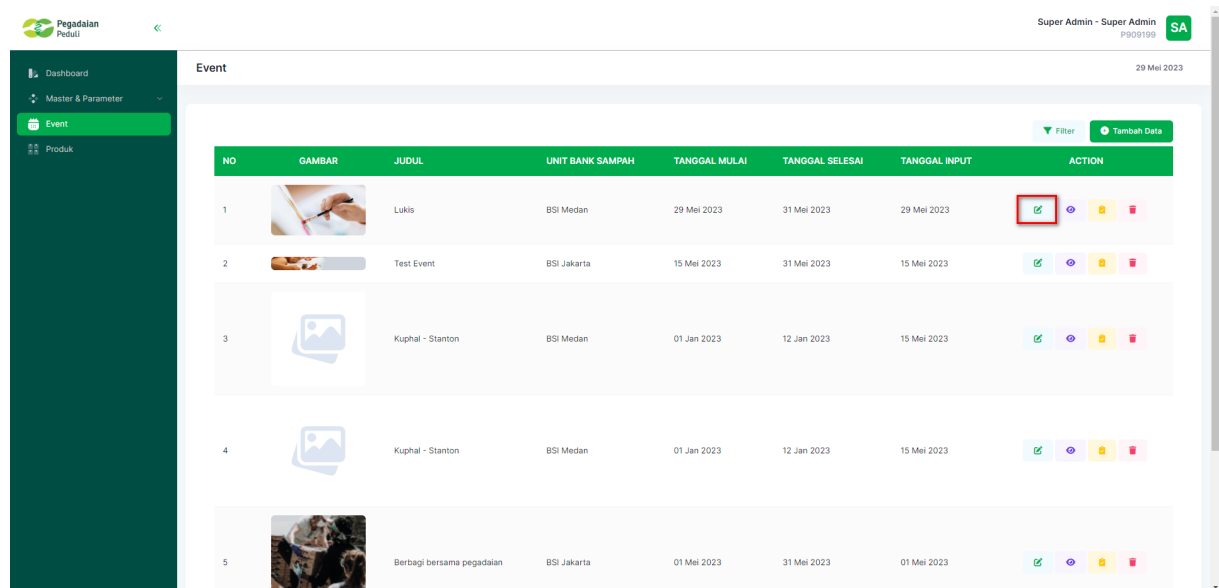 Pegadaian
Peduli
Super Admin - Super Admin
P909199
SA
Dashboard
Master & Parameter
Event
Produk
Event
29 Mei 2023
Filter
Tambah Data
NO GAMBAR JUDUL UNIT BANK SAMPAH TANGGAL MULAI TANGGAL SELESAI TANGGAL INPUT ACTION
1 Lukis BSI Medan 29 Mei 2023 31 Mei 2023 29 Mei 2023
2 Test Event BSI Jakarta 15 Mei 2023 31 Mei 2023 15 Mei 2023
3 Kuphal - Stanton BSI Medan 01 Jan 2023 12 Jan 2023 15 Mei 2023
4 Kuphal - Stanton BSI Medan 01 Jan 2023 12 Jan 2023 15 Mei 2023
5 Berbagi bersama pegadaian BSI Jakarta 01 Mei 2023 31 Mei 2023 01 Mei 2023